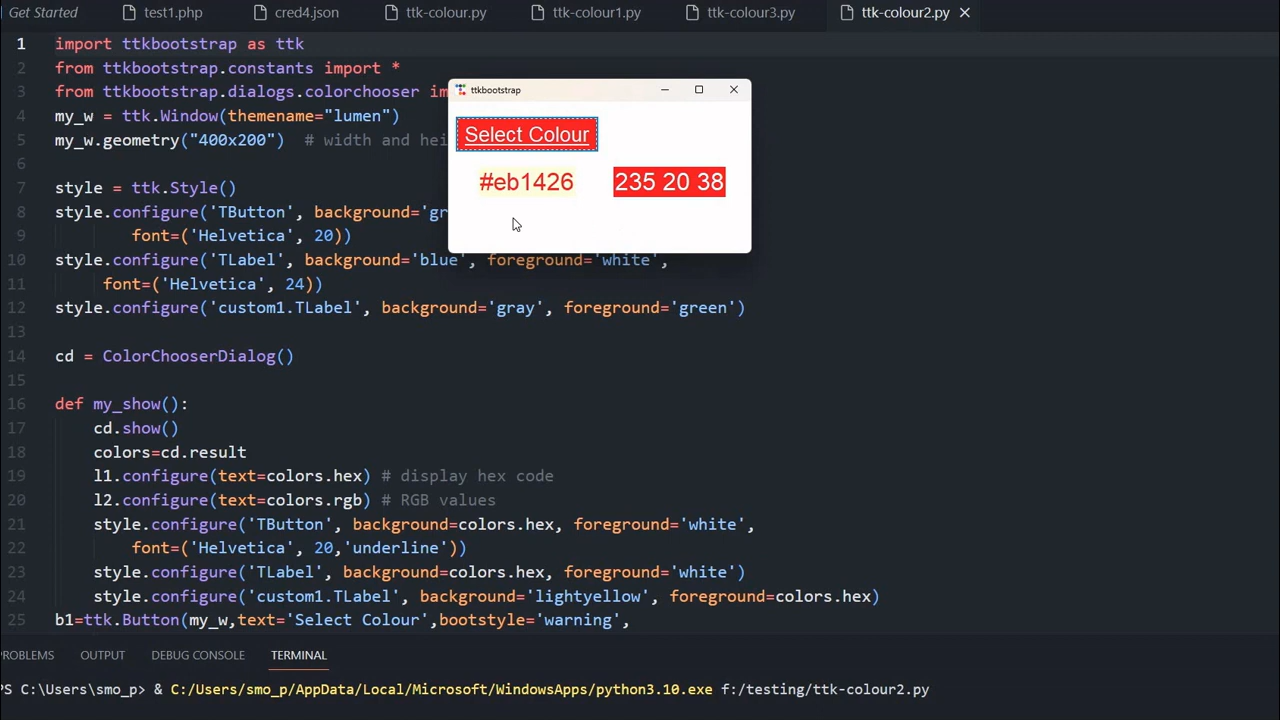 Get Started test1.php cred4.json ttk-colour.py ttk-colour1.py ttk-colour3.py ttk-colour2.py
1 import ttkbootstrap as ttk
2 from ttkbootstrap.constants import *
3 from ttkbootstrap.dialogs.colorchooser im
4 my_w = ttk.Window(themename="lumen")
5 my_w.geometry("400x200") # width and hei
6
7 style = ttk.Style()
8 style.configure('TButton', background='gr
9 font=('Helvetica', 20))
10 style.configure('TLabel', background='blue', foreground='white',
11 font=('Helvetica', 24))
12 style.configure('custom1.TLabel', background='gray', foreground='green')
13
14 cd = ColorChooserDialog()
15
16 def my_show():
17 cd.show()
18 colors=cd.result
19 l1.configure(text=colors.hex) # display hex code
20 l2.configure(text=colors.rgb) # RGB values
21 style.configure('TButton', background=colors.hex, foreground='white',
22 font=('Helvetica', 20,'underline'))
23 style.configure('TLabel', background=colors.hex, foreground='white')
24 style.configure('custom1.TLabel', background='lightyellow', foreground=colors.hex)
25 b1=ttk.Button(my_w,text='Select Colour',bootstyle='warning',
ttkbootstrap
Select Colour
#eb1426 235 20 38
ROBLEMS OUTPUT DEBUG CONSOLE TERMINAL
PS C:\Users\smo_p> & C:/Users/smo_p/AppData/Local/Microsoft/WindowsApps/python3.10.exe f:/testing/ttk-colour2.py